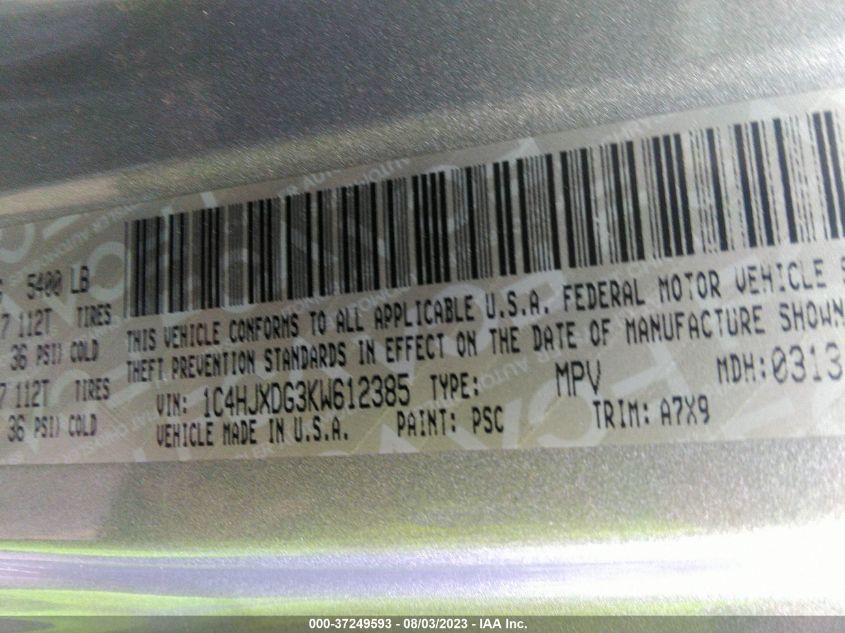 5400 LB
7 112T TIRES
36 PSI) COLD
7 112T TIRES
36 PSI) COLD
THIS VEHICLE CONFORMS TO ALL APPLICABLE U.S.A. FEDERAL MOTOR VEHICLE S
THEFT PREVENTION STANDARDS IN EFFECT ON THE DATE OF MANUFACTURE SHOWN
VIN: 1C4HJXDG3KW612385 TYPE: MPV MDH:0313
VEHICLE MADE IN U.S.A. PAINT: PSC TRIM: A7X9
000-37249593 - 08/03/2023 - IAA Inc.